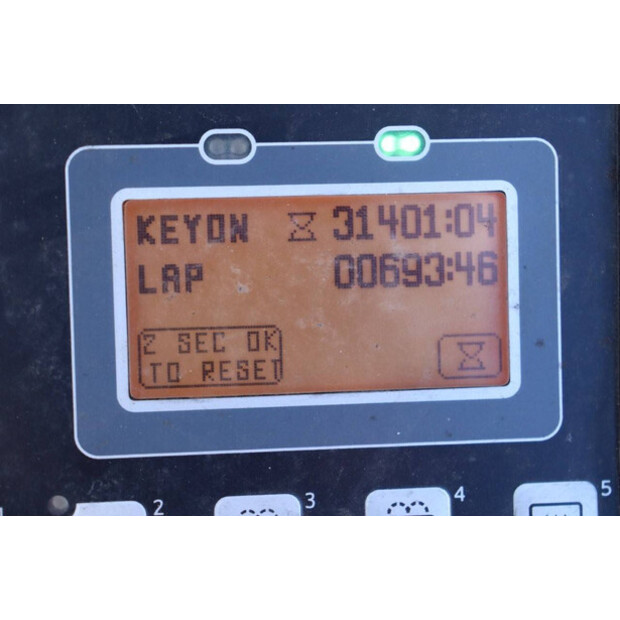 KEYON 31401:04
LAP 00693:46
2 SEC OK
TO RESET
2 3 4 5